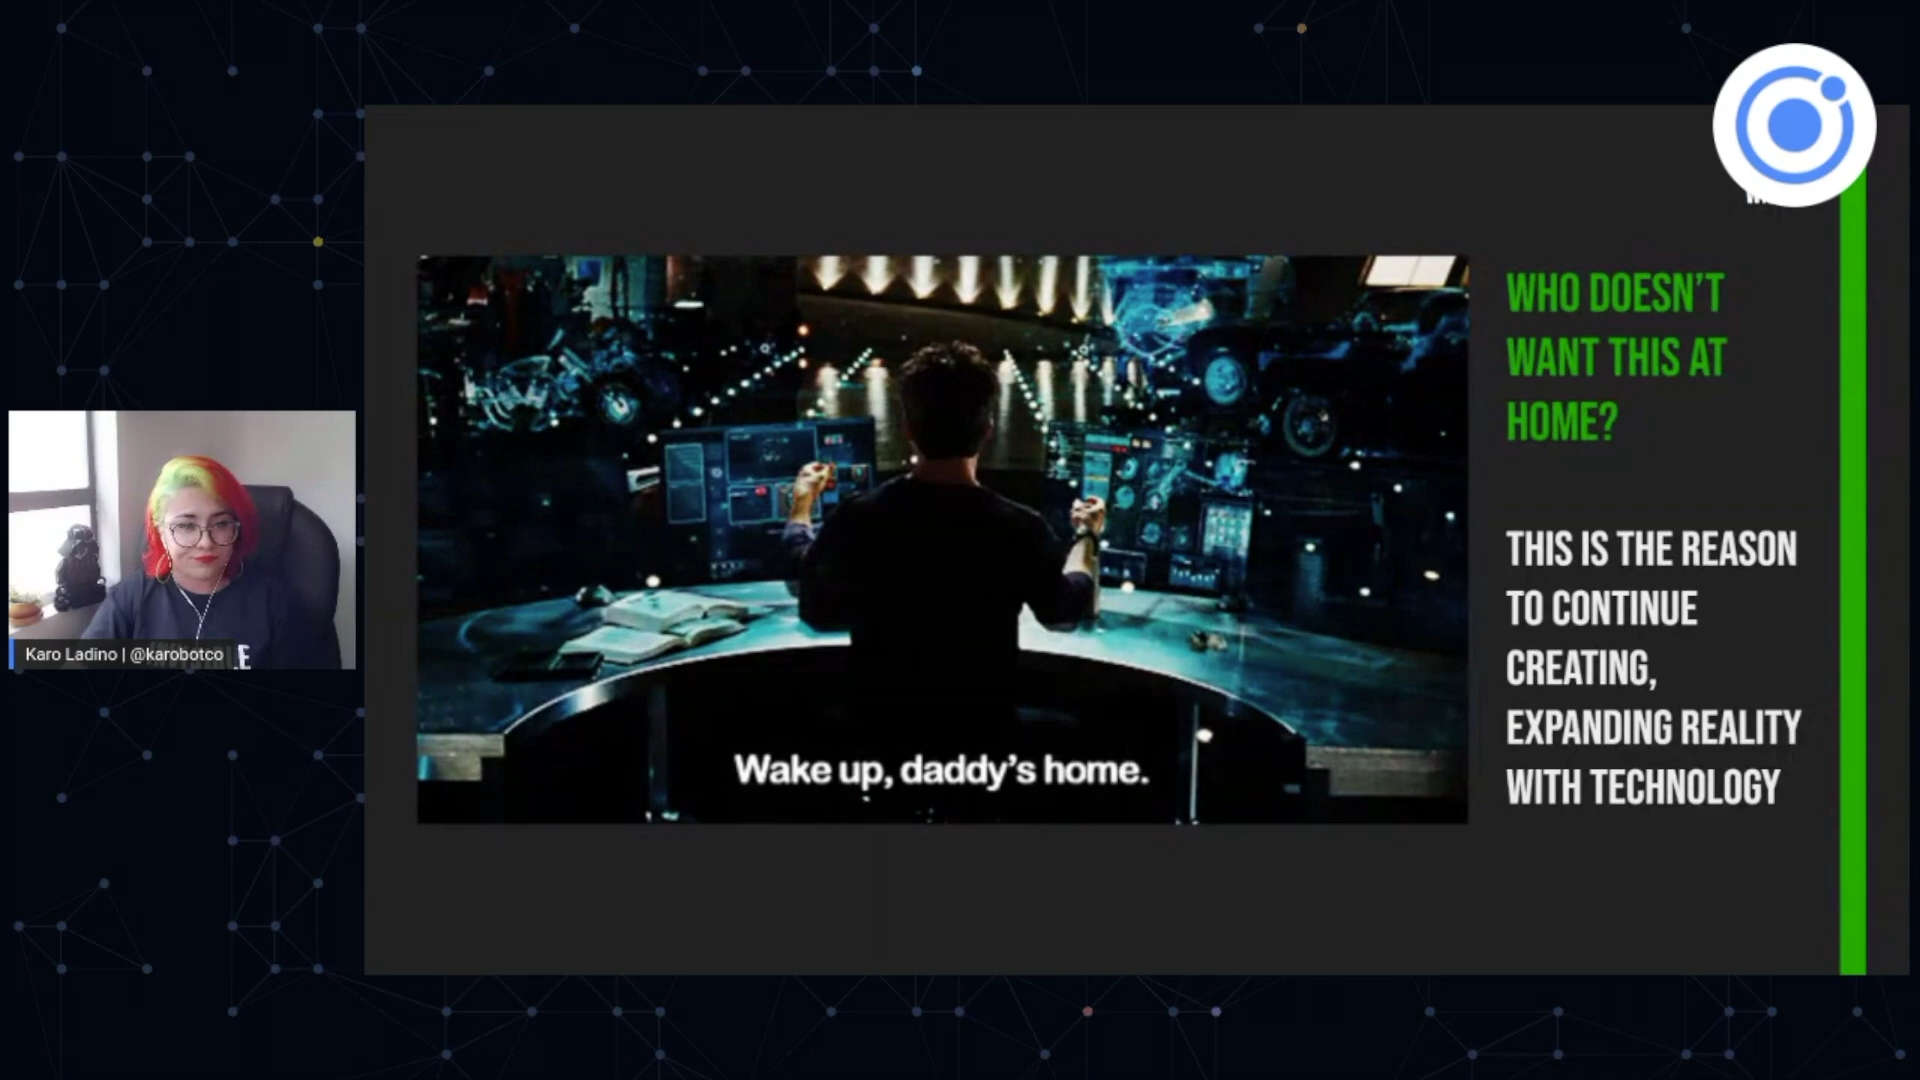 WHO DOESN'T
WANT THIS AT
HOME?
THIS IS THE REASON
TO CONTINUE
CREATING,
EXPANDING REALITY
WITH TECHNOLOGY
Wake up, daddy's home.
Karo Ladino | @karobotco